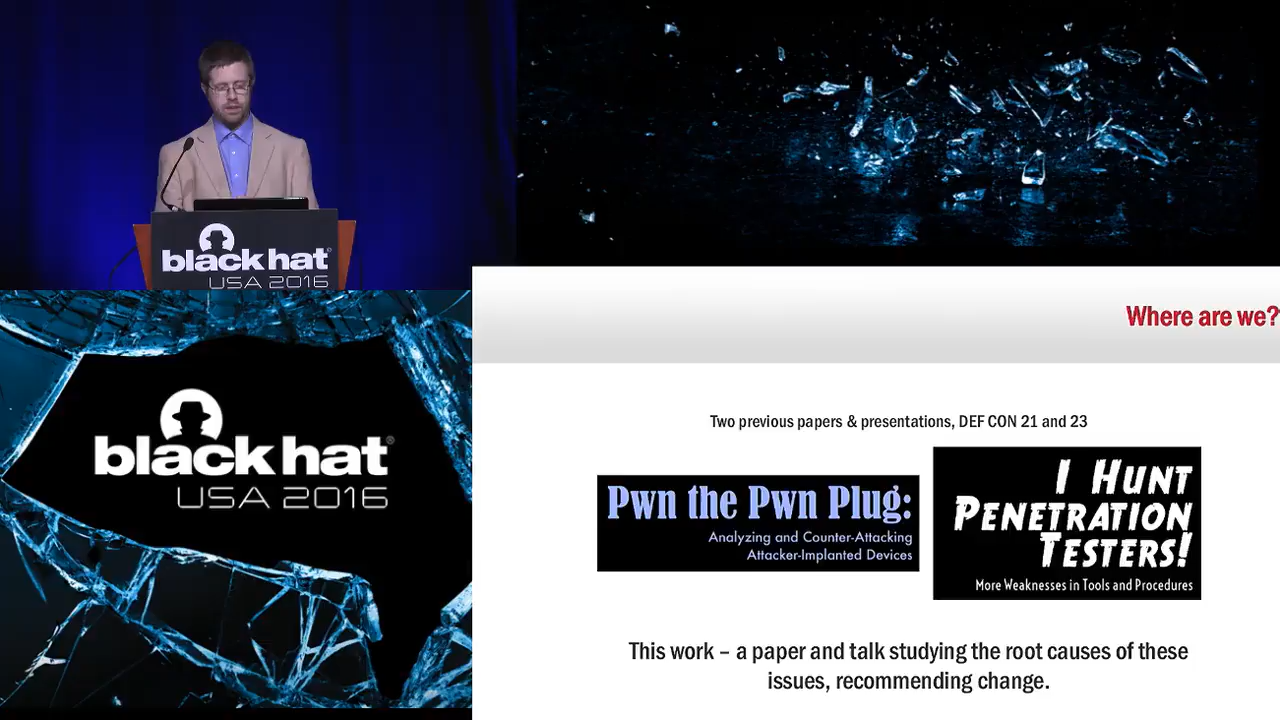 black hat
USA 2016
black hat
USA 2016
Where are we?
Two previous papers & presentations, DEF CON 21 and 23
Pwn the Pwn Plug:
Analyzing and Counter-Attacking
Attacker-Implanted Devices
I Hunt
Penetration
Testers!
More Weaknesses in Tools and Procedures
This work – a paper and talk studying the root causes of these
issues, recommending change.